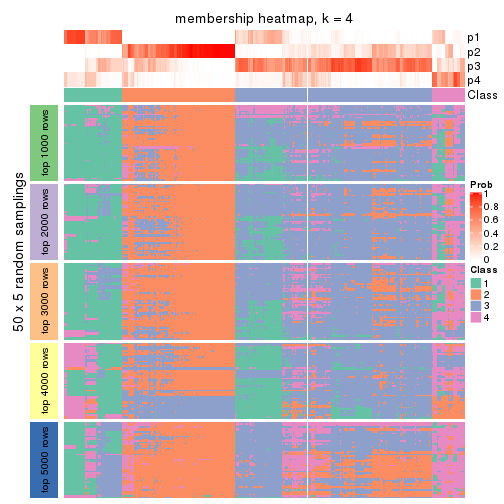 membership heatmap, k = 4
p1
p2
p3
p4
Class
50 x 5 random samplings
top 1000 rows
top 2000 rows
top 3000 rows
top 4000 rows
top 5000 rows
Prob
1
0.8
0.6
0.4
0.2
0
Class
1
2
3
4